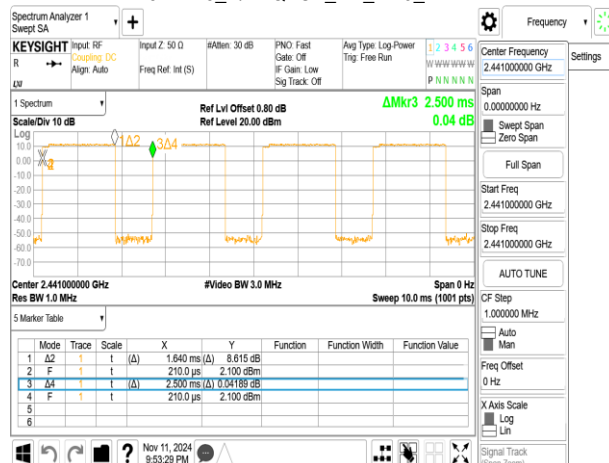 Spectrum Analyzer 1
Swept SA
KEYSIGHT
R
Input: RF
Coupling: DC
Align: Auto
Input Z: 50 Ω
Freq Ref: Int (S)
#Atten: 30 dB
PNO: Fast
Gate: Off
IF Gain: Low
Sig Track: Off
Avg Type: Log-Power
Trig: Free Run
1 2 3 4 5 6
W W W W W W
P N N N N N
1 Spectrum
Scale/Div 10 dB
Ref Lvl Offset 0.80 dB
Ref Level 20.00 dBm
ΔMkr3 2.500 ms
0.04 dB
Log
10.0
0.00
-10.0
-20.0
-30.0
-40.0
-50.0
-60.0
-70.0
1Δ2
3Δ4
Center 2.441000000 GHz
Res BW 1.0 MHz
#Video BW 3.0 MHz
Span 0 Hz
Sweep 10.0 ms (1001 pts)
5 Marker Table
Mode Trace Scale X Y Function Function Width Function Value
1 Δ2 1 t (Δ) 1.640 ms (Δ) 8.615 dB
2 F 1 t 210.0 µs 2.100 dBm
3 Δ4 1 t (Δ) 2.500 ms (Δ) 0.04189 dB
4 F 1 t 210.0 µs 2.100 dBm
5
6
Nov 11, 2024
9:53:29 PM
Frequency
Settings
Center Frequency
2.441000000 GHz
Span
0.00000000 Hz
Swept Span
Zero Span
Full Span
Start Freq
2.441000000 GHz
Stop Freq
2.441000000 GHz
AUTO TUNE
CF Step
1.000000 MHz
Auto
Man
Freq Offset
0 Hz
X Axis Scale
Log
Lin
Signal Track